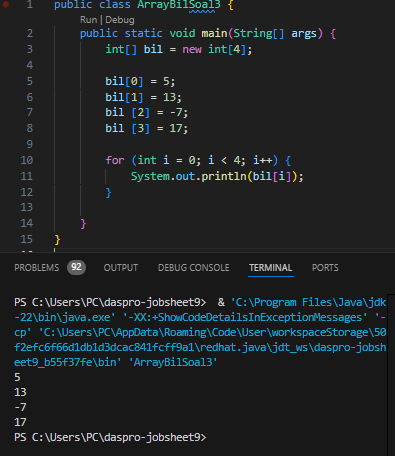 1 public class ArrayBilSoal3 {
Run | Debug
2 public static void main(String[] args) {
3 int[] bil = new int[4];
4
5 bil[0] = 5;
6 bil[1] = 13;
7 bil [2] = -7;
8 bil [3] = 17;
9
10 for (int i = 0; i < 4; i++) {
11 System.out.println(bil[i]);
12 }
13
14 }
15 }
PROBLEMS 92 OUTPUT DEBUG CONSOLE TERMINAL PORTS
PS C:\Users\PC\daspro-jobsheet9> & 'C:\Program Files\Java\jdk
-22\bin\java.exe' '-XX:+ShowCodeDetailsInExceptionMessages' '-
cp' 'C:\Users\PC\AppData\Roaming\Code\User\workspaceStorage\50
f2efc6f66d1db1d3dcac841fcff9a1\redhat.java\jdt_ws\daspro-jobsh
eet9_b55f37fe\bin' 'ArrayBilSoal3'
5
13
-7
17
PS C:\Users\PC\daspro-jobsheet9>